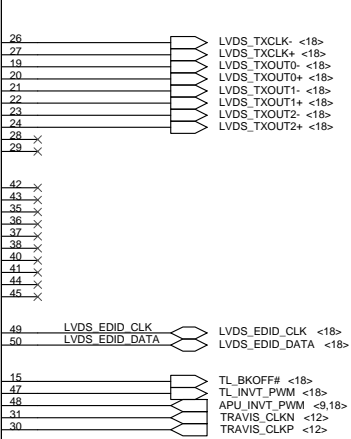 26 LVDS_TXCLK- <18>
27 LVDS_TXCLK+ <18>
19 LVDS_TXOUT0- <18>
20 LVDS_TXOUT0+ <18>
21 LVDS_TXOUT1- <18>
22 LVDS_TXOUT1+ <18>
23 LVDS_TXOUT2- <18>
24 LVDS_TXOUT2+ <18>
28
29
42
43
35
36
37
38
40
41
44
45
49 LVDS_EDID_CLK LVDS_EDID_CLK <18>
50 LVDS_EDID_DATA LVDS_EDID_DATA <18>
15 TL_BKOFF# <18>
47 TL_INVT_PWM <18>
48 APU_INVT_PWM <9,18>
31 TRAVIS_CLKN <12>
30 TRAVIS_CLKP <12>